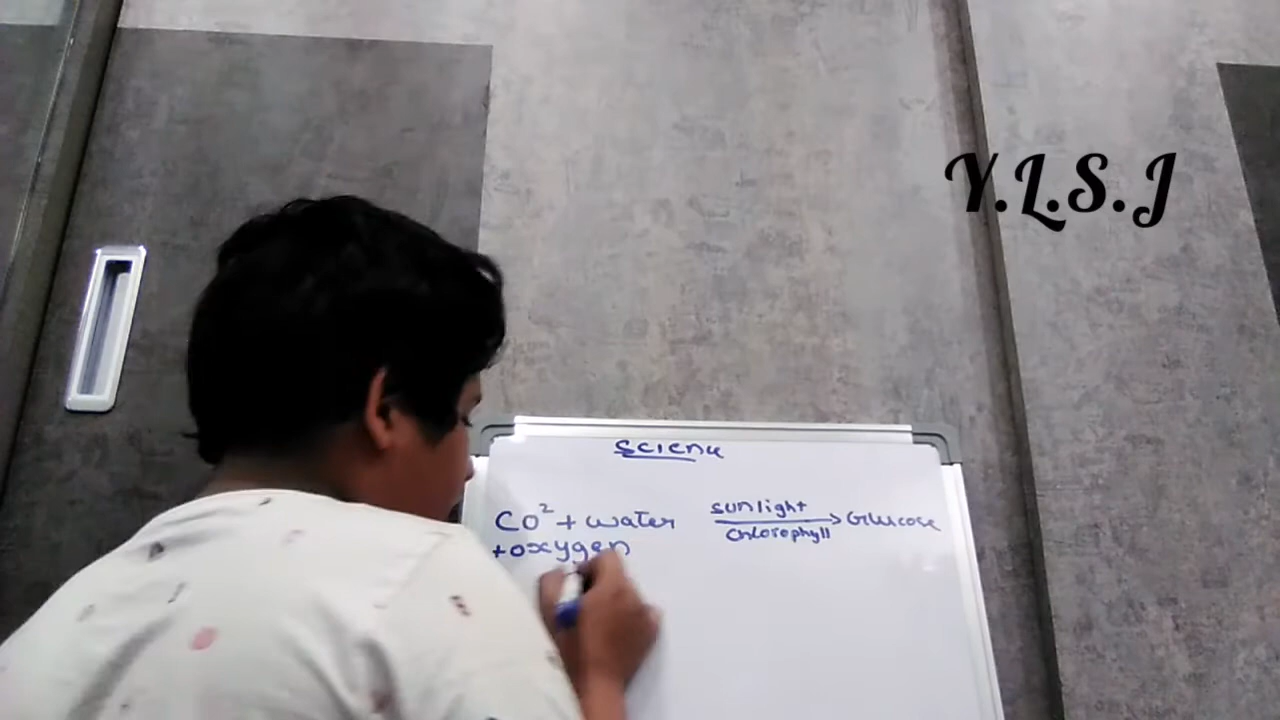 Y.L.S.J
Science
CO² + water sunlight Glucose
chlorophyll
+ oxygen